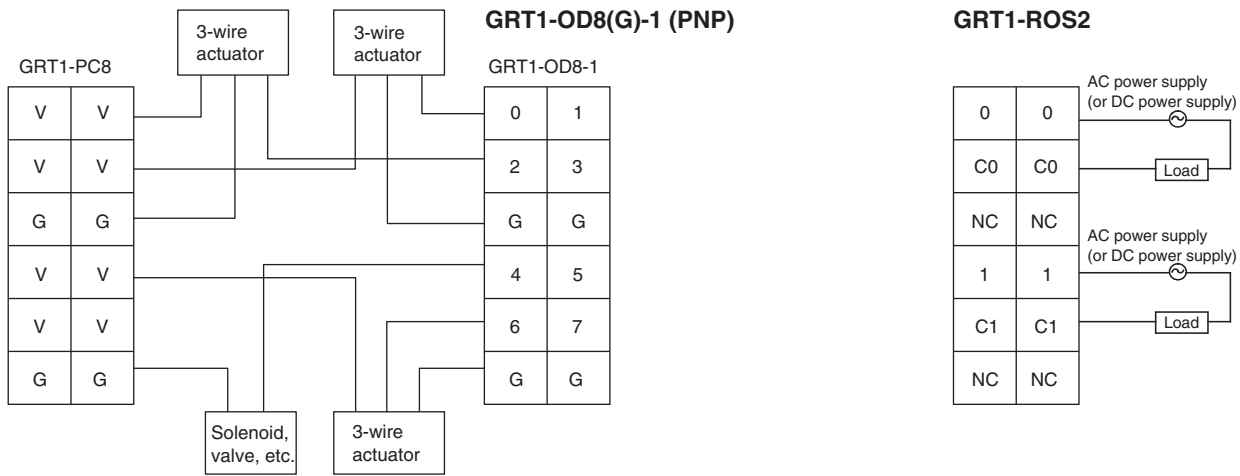 GRT1-OD8(G)-1 (PNP)
GRT1-ROS2
3-wire
actuator
3-wire
actuator
GRT1-PC8
GRT1-OD8-1
V V
V V
G G
V V
V V
G G
0 1
2 3
G G
4 5
6 7
G G
Solenoid,
valve, etc.
3-wire
actuator
0 0
C0 C0
NC NC
1 1
C1 C1
NC NC
AC power supply
(or DC power supply)
Load
AC power supply
(or DC power supply)
Load